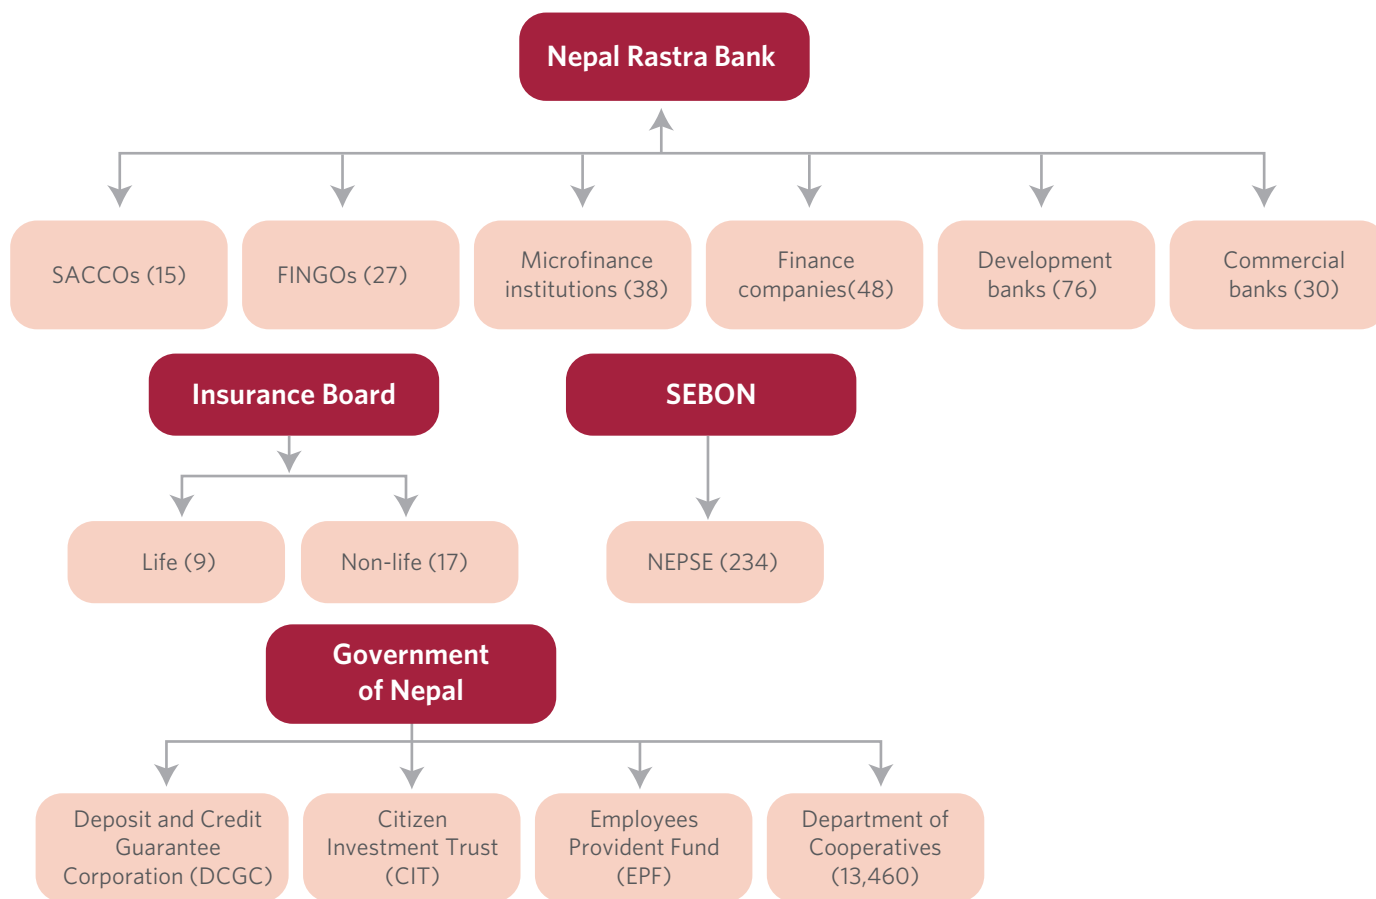 Nepal Rastra Bank
SACCOs (15)
FINGOs (27)
Microfinance
institutions (38)
Finance
companies(48)
Development
banks (76)
Commercial
banks (30)
Insurance Board
SEBON
Life (9)
Non-life (17)
NEPSE (234)
Government
of Nepal
Deposit and Credit
Guarantee
Corporation (DCGC)
Citizen
Investment Trust
(CIT)
Employees
Provident Fund
(EPF)
Department of
Cooperatives
(13,460)